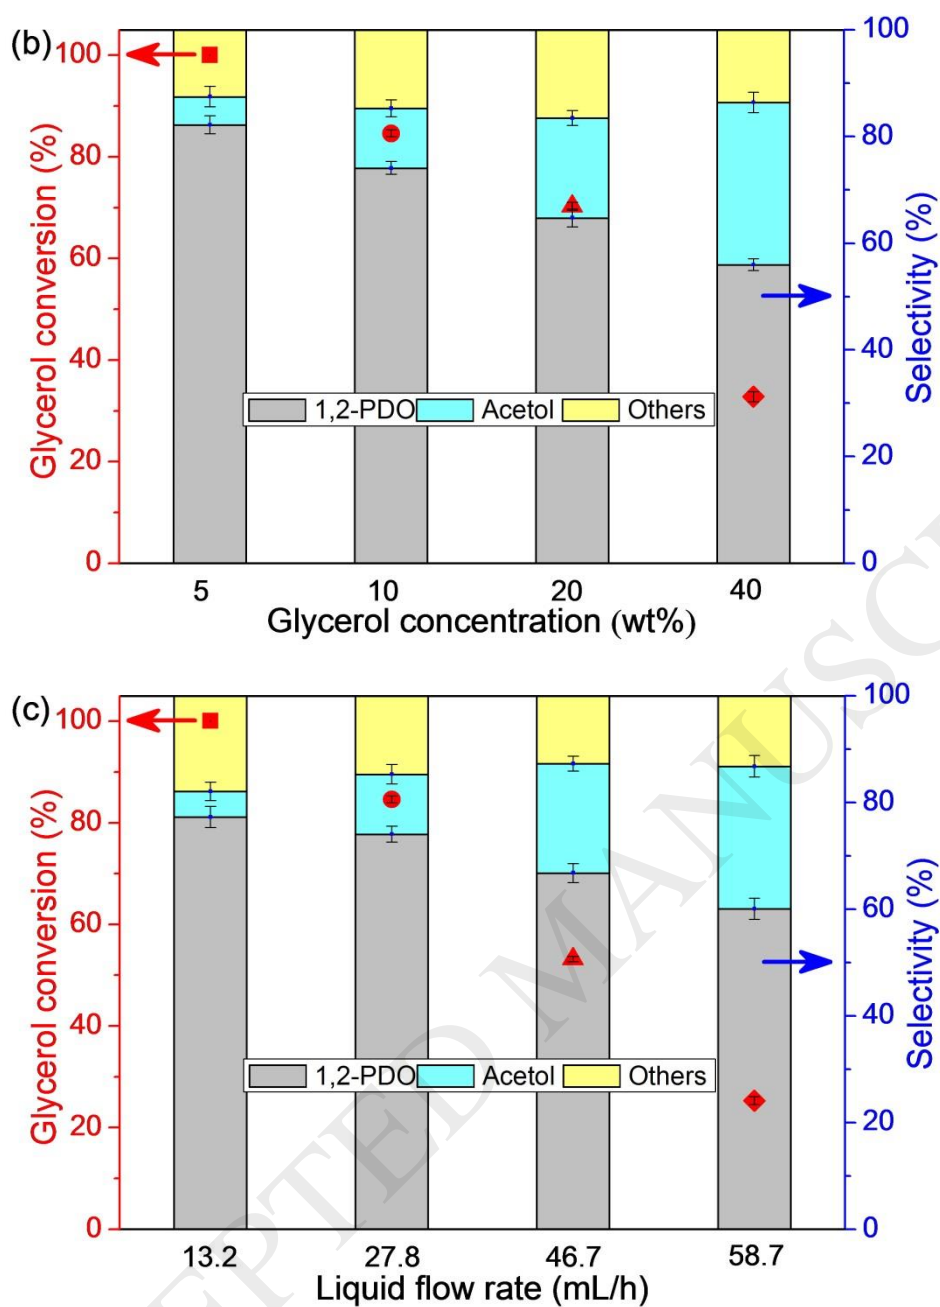 (b)
100
80
60
40
20
0
Glycerol conversion (%)
100
80
60
40
20
0
Selectivity (%)
1,2-PDO Acetol Others
5 10 20 40
Glycerol concentration (wt%)
(c)
100
80
60
40
20
0
Glycerol conversion (%)
100
80
60
40
20
0
Selectivity (%)
1,2-PDO Acetol Others
13.2 27.8 46.7 58.7
Liquid flow rate (mL/h)